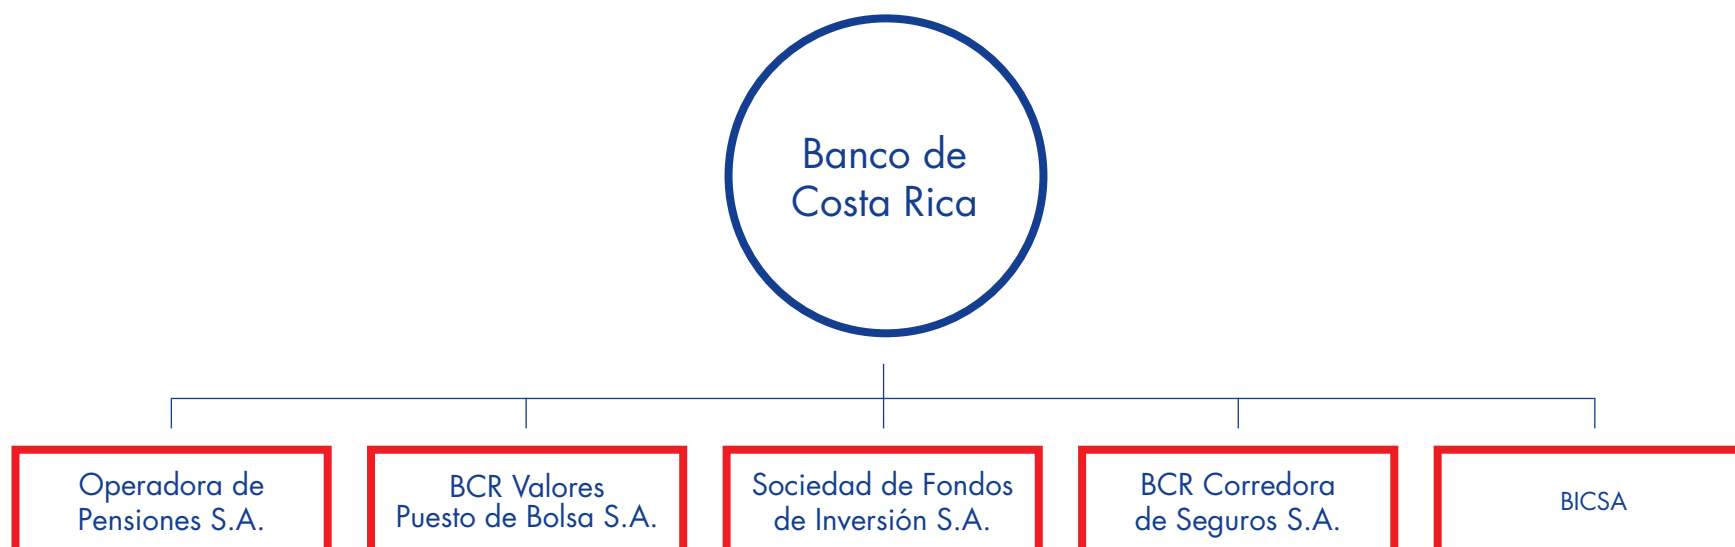 Banco de
Costa Rica
Operadora de
Pensiones S.A.
BCR Valores
Puesto de Bolsa S.A.
Sociedad de Fondos
de Inversión S.A.
BCR Corredora
de Seguros S.A.
BICSA